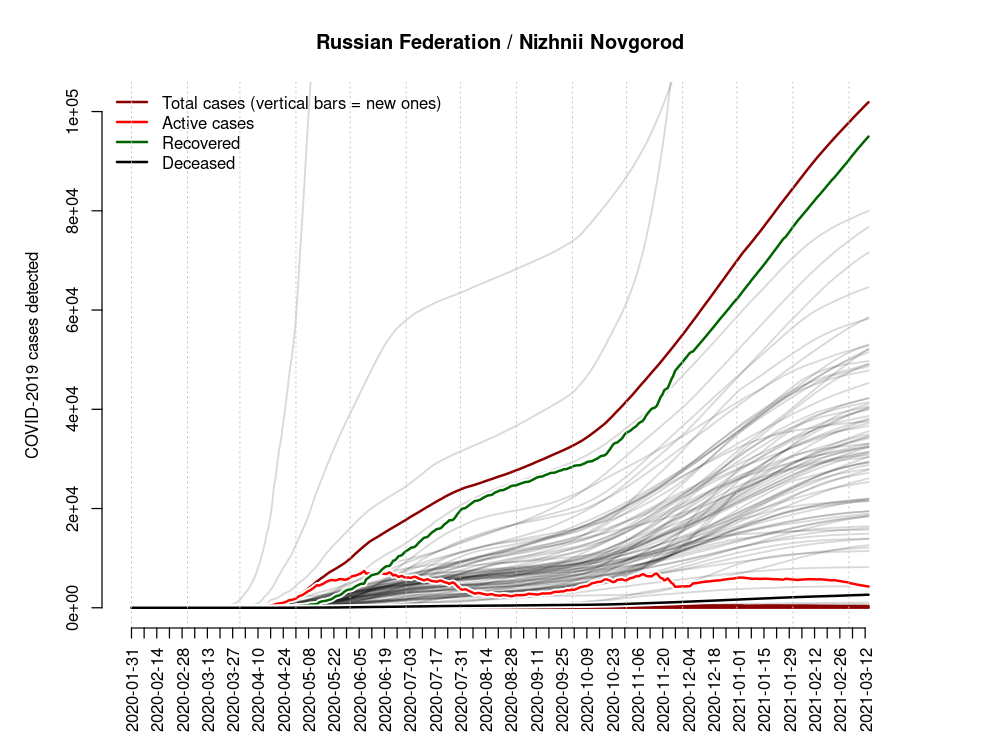 Russian Federation / Nizhnii Novgorod
Total cases (vertical bars = new ones)
Active cases
Recovered
Deceased
COVID-2019 cases detected
0e+00
2e+04
4e+04
6e+04
8e+04
1e+05
2020-01-31
2020-02-14
2020-02-28
2020-03-13
2020-03-27
2020-04-10
2020-04-24
2020-05-08
2020-05-22
2020-06-05
2020-06-19
2020-07-03
2020-07-17
2020-07-31
2020-08-14
2020-08-28
2020-09-11
2020-09-25
2020-10-09
2020-10-23
2020-11-06
2020-11-20
2020-12-04
2020-12-18
2021-01-01
2021-01-15
2021-01-29
2021-02-12
2021-02-26
2021-03-12